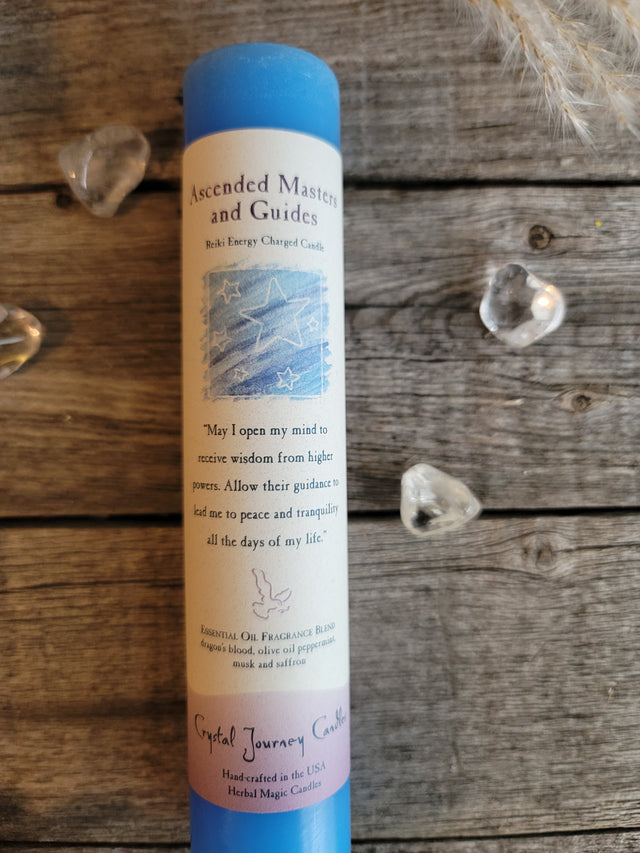 Ascended Masters
and Guides
Reiki Energy Charged Candle
"May I open my mind to
receive wisdom from higher
powers. Allow their guidance to
lead me to peace and tranquility
all the days of my life."
Essential Oil Fragrance Blend
dragon's blood, olive oil peppermint,
musk and saffron
Crystal Journey Candles
Hand-crafted in the USA
Herbal Magic Candles